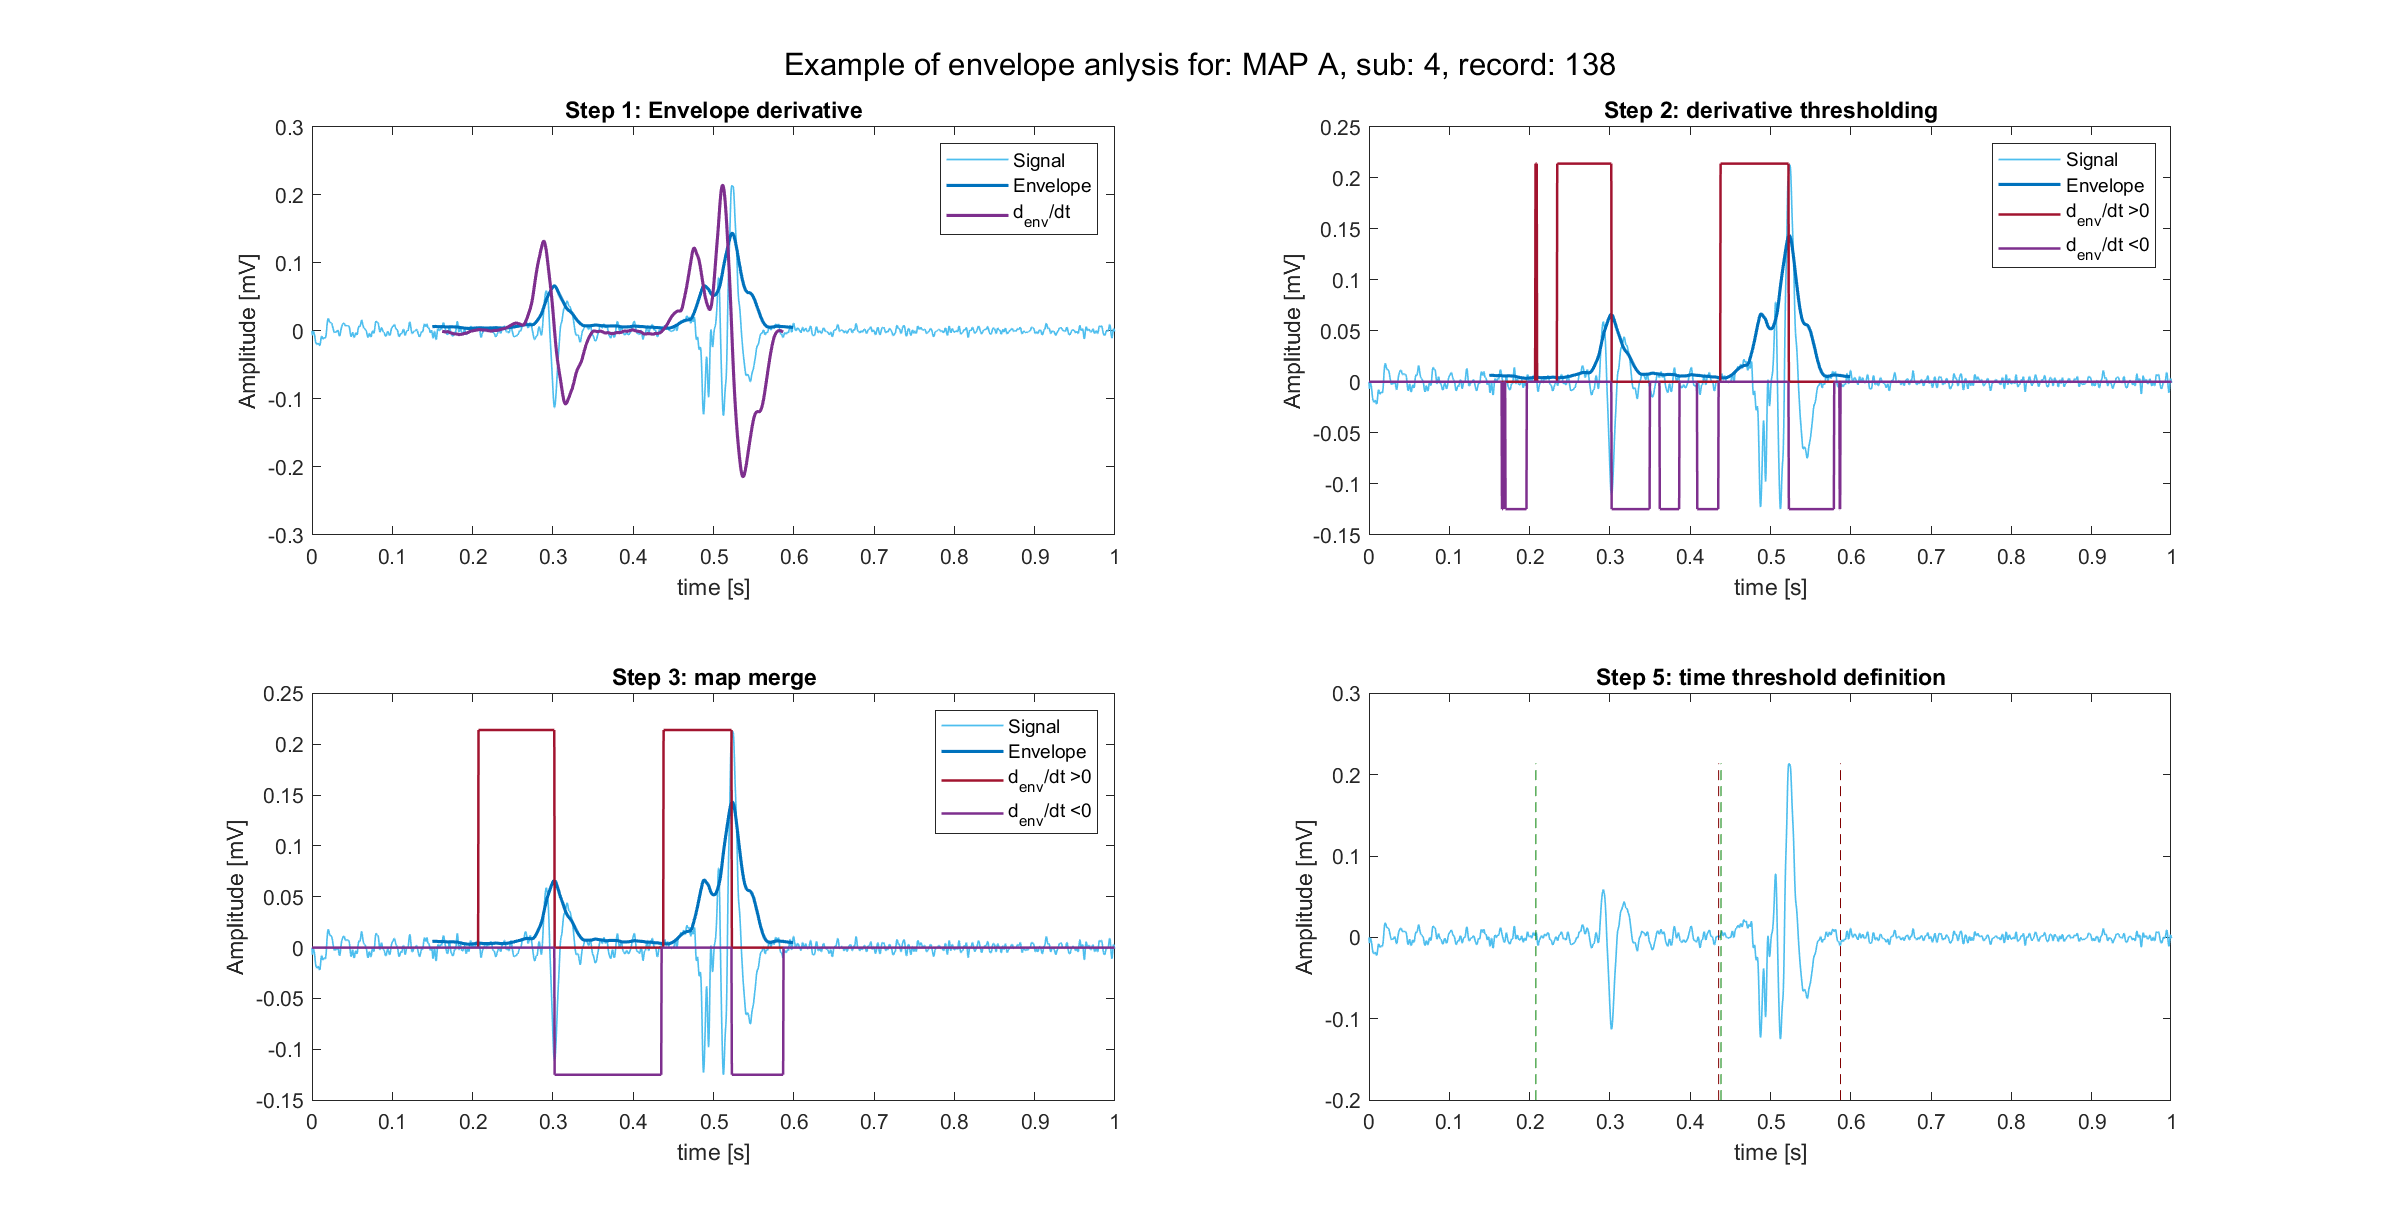 Example of envelope anlysis for: MAP A, sub: 4, record: 138
Step 1: Envelope derivative
0.3
0.2
0.1
0
-0.1
-0.2
-0.3
Amplitude [mV]
0 0.1 0.2 0.3 0.4 0.5 0.6 0.7 0.8 0.9 1
time [s]
Signal
Envelope
d_env/dt
Step 2: derivative thresholding
0.25
0.2
0.15
0.1
0.05
0
-0.05
-0.1
-0.15
Amplitude [mV]
0 0.1 0.2 0.3 0.4 0.5 0.6 0.7 0.8 0.9 1
time [s]
Signal
Envelope
d_env/dt >0
d_env/dt <0
Step 3: map merge
0.25
0.2
0.15
0.1
0.05
0
-0.05
-0.1
-0.15
Amplitude [mV]
0 0.1 0.2 0.3 0.4 0.5 0.6 0.7 0.8 0.9 1
time [s]
Signal
Envelope
d_env/dt >0
d_env/dt <0
Step 5: time threshold definition
0.3
0.2
0.1
0
-0.1
-0.2
Amplitude [mV]
0 0.1 0.2 0.3 0.4 0.5 0.6 0.7 0.8 0.9 1
time [s]